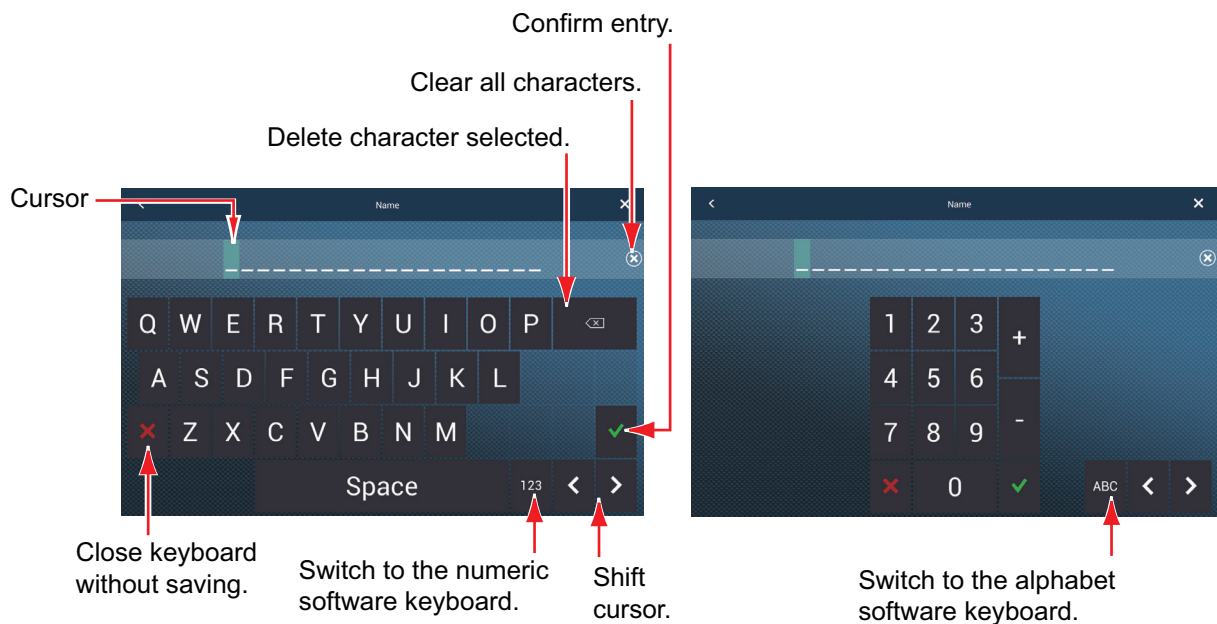 Confirm entry.
Clear all characters.
Delete character selected.
Cursor
< Name ×
Q W E R T Y U I O P
A S D F G H J K L
Z X C V B N M
Space 123 < >
Close keyboard
without saving.
Switch to the numeric
software keyboard.
Shift
cursor.
< Name ×
1 2 3 +
4 5 6
7 8 9 -
0
ABC < >
Switch to the alphabet
software keyboard.